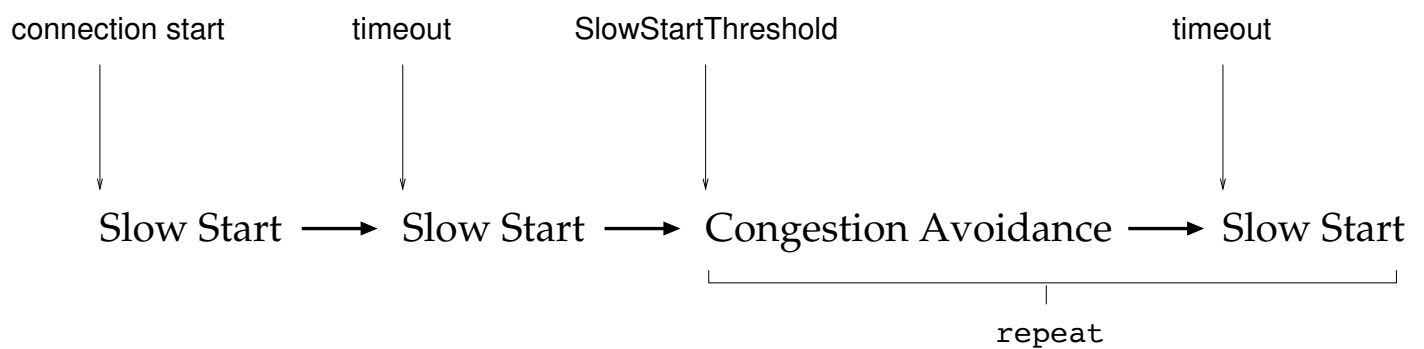 connection start timeout SlowStartThreshold timeout
Slow Start Slow Start Congestion Avoidance Slow Start
repeat